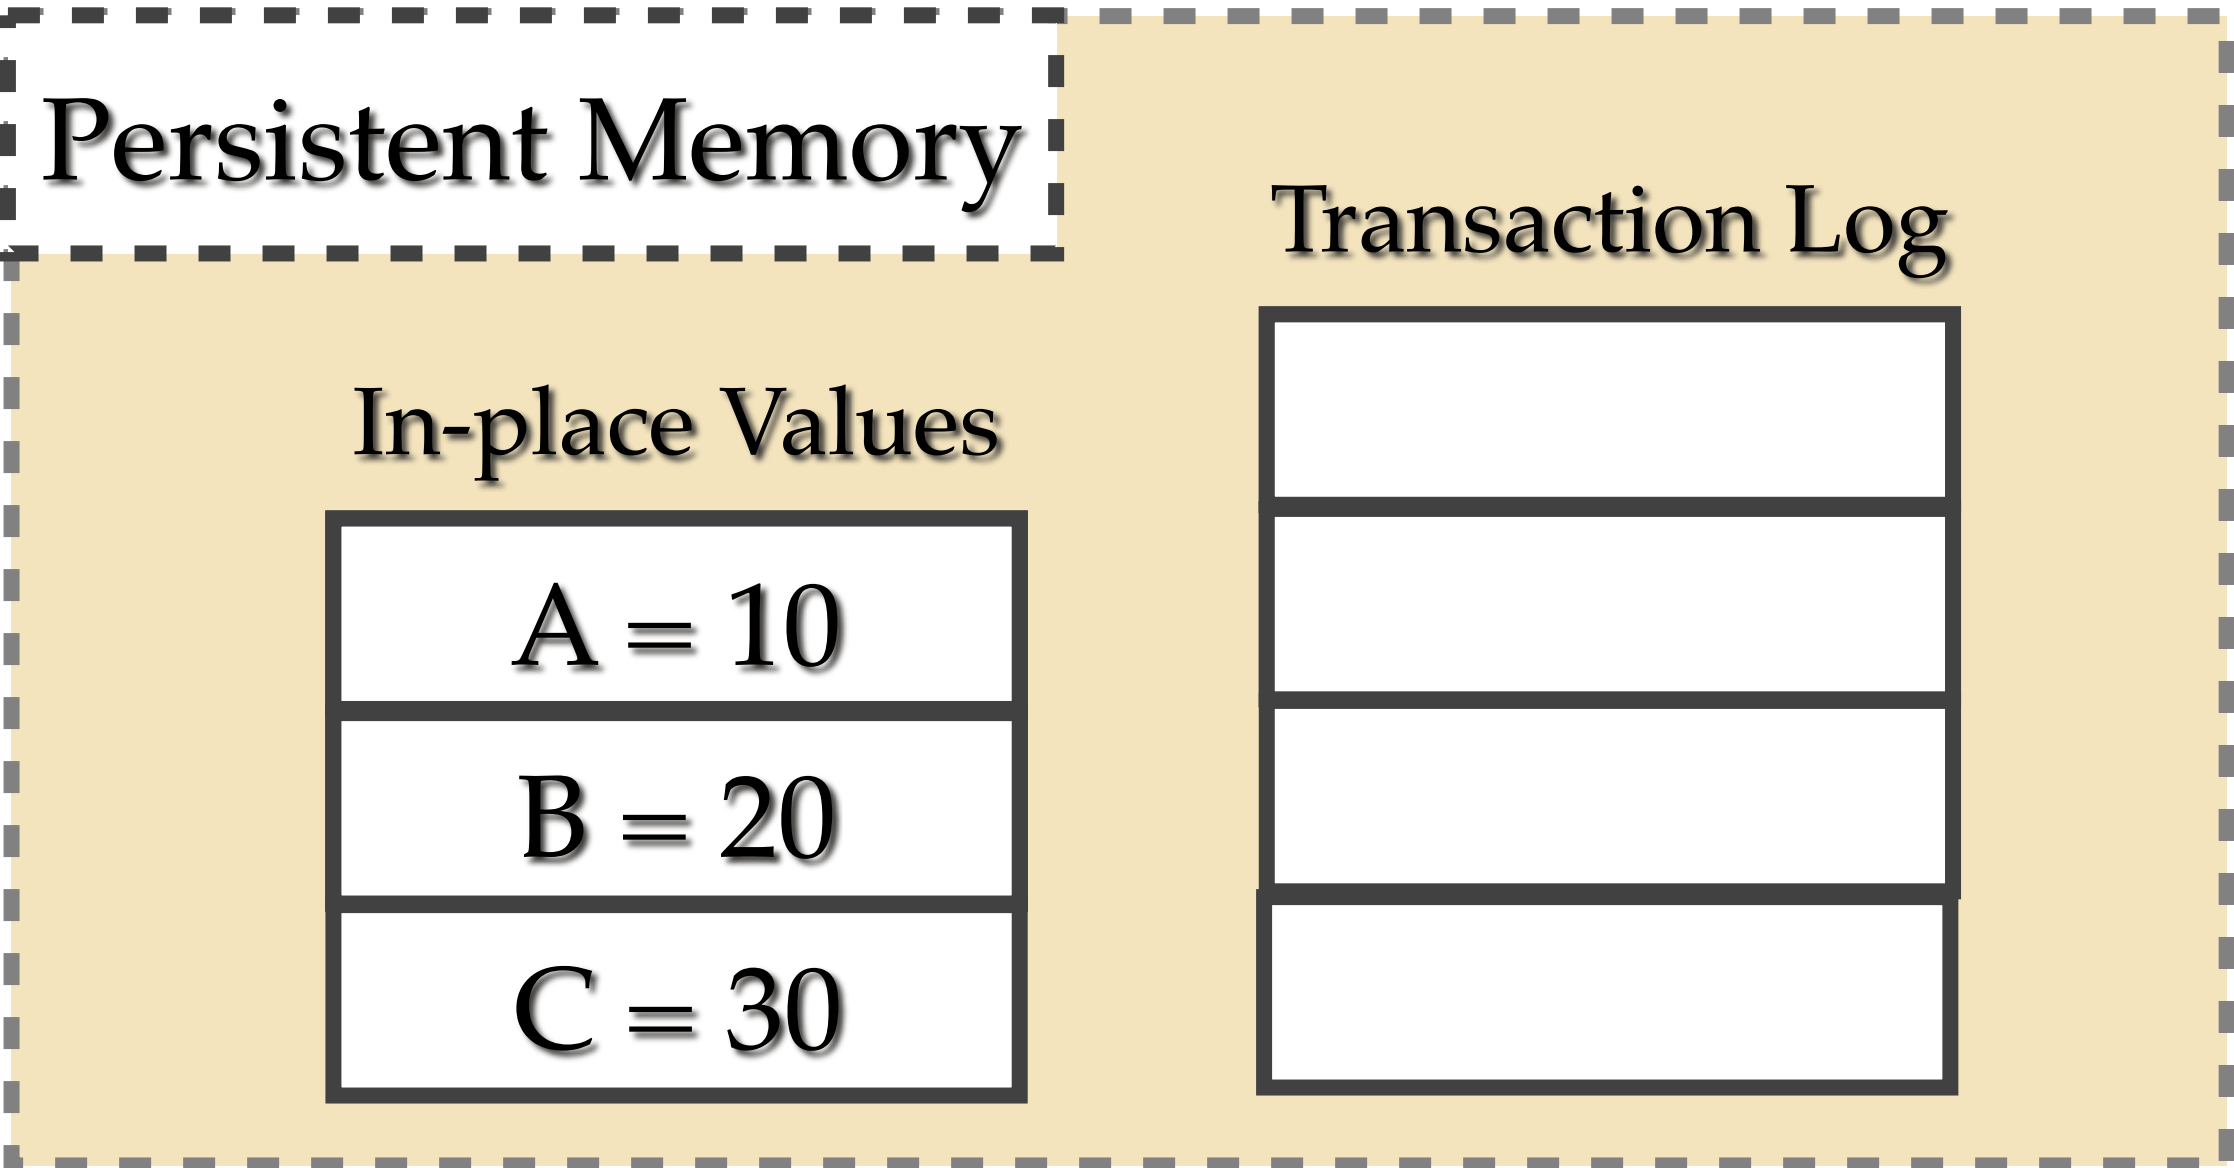 Persistent Memory
Transaction Log
In-place Values
A = 10
B = 20
C = 30